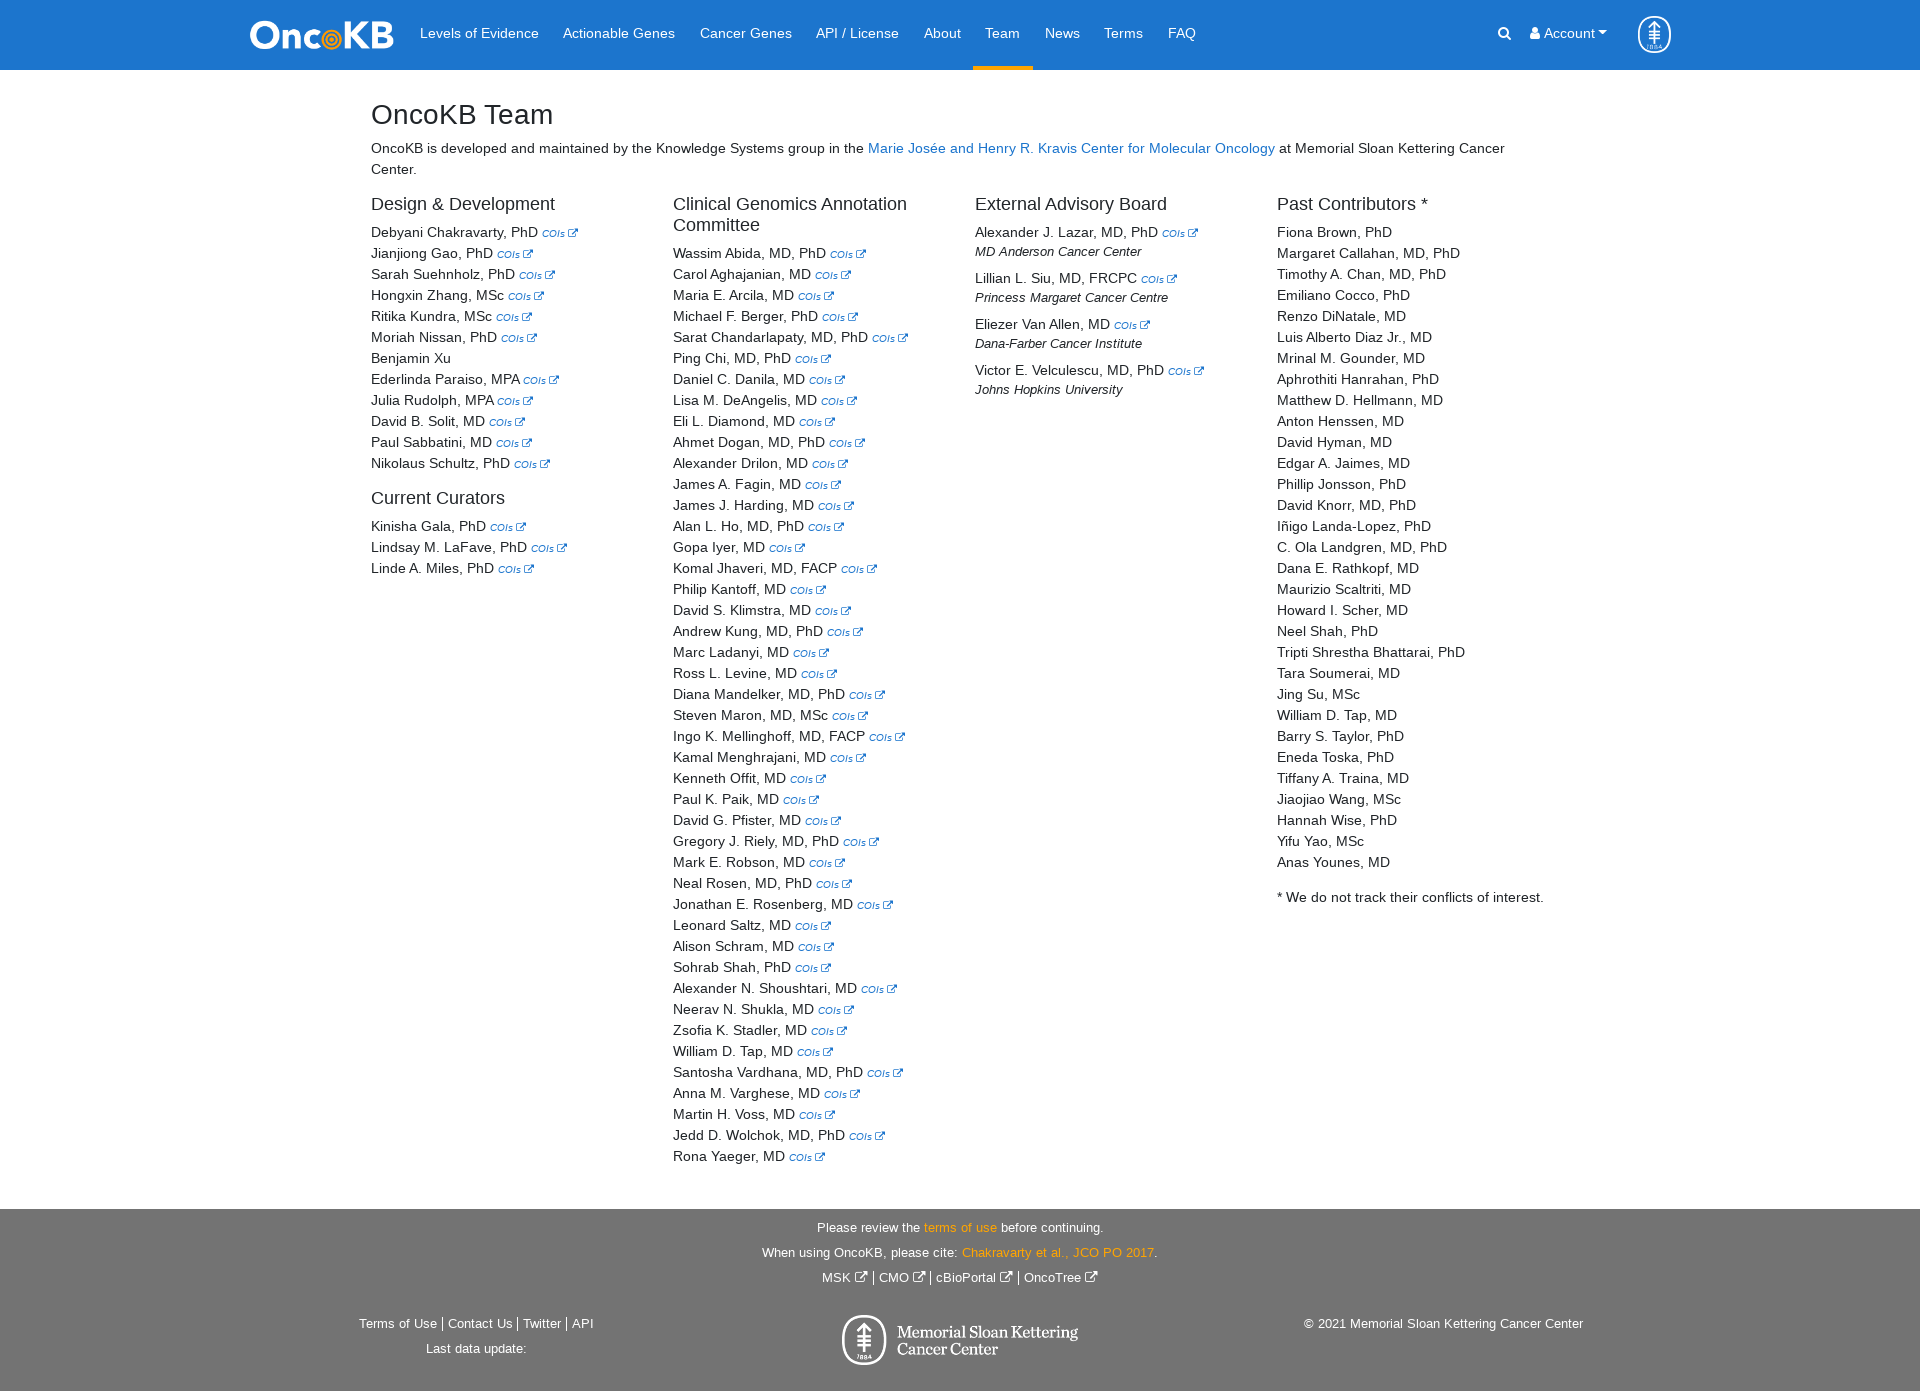 OncoKB
Levels of Evidence
Actionable Genes
Cancer Genes
API / License
About
Team
News
Terms
FAQ
Account
OncoKB Team
OncoKB is developed and maintained by the Knowledge Systems group in the Marie Josée and Henry R. Kravis Center for Molecular Oncology at Memorial Sloan Kettering Cancer
Center.
Design & Development
Debyani Chakravarty, PhD COIs
Jianjiong Gao, PhD COIs
Sarah Suehnholz, PhD COIs
Hongxin Zhang, MSc COIs
Ritika Kundra, MSc COIs
Moriah Nissan, PhD COIs
Benjamin Xu
Ederlinda Paraiso, MPA COIs
Julia Rudolph, MPA COIs
David B. Solit, MD COIs
Paul Sabbatini, MD COIs
Nikolaus Schultz, PhD COIs
Current Curators
Kinisha Gala, PhD COIs
Lindsay M. LaFave, PhD COIs
Linde A. Miles, PhD COIs
Clinical Genomics Annotation
Committee
Wassim Abida, MD, PhD COIs
Carol Aghajanian, MD COIs
Maria E. Arcila, MD COIs
Michael F. Berger, PhD COIs
Sarat Chandarlapaty, MD, PhD COIs
Ping Chi, MD, PhD COIs
Daniel C. Danila, MD COIs
Lisa M. DeAngelis, MD COIs
Eli L. Diamond, MD COIs
Ahmet Dogan, MD, PhD COIs
Alexander Drilon, MD COIs
James A. Fagin, MD COIs
James J. Harding, MD COIs
Alan L. Ho, MD, PhD COIs
Gopa Iyer, MD COIs
Komal Jhaveri, MD, FACP COIs
Philip Kantoff, MD COIs
David S. Klimstra, MD COIs
Andrew Kung, MD, PhD COIs
Marc Ladanyi, MD COIs
Ross L. Levine, MD COIs
Diana Mandelker, MD, PhD COIs
Steven Maron, MD, MSc COIs
Ingo K. Mellinghoff, MD, FACP COIs
Kamal Menghrajani, MD COIs
Kenneth Offit, MD COIs
Paul K. Paik, MD COIs
David G. Pfister, MD COIs
Gregory J. Riely, MD, PhD COIs
Mark E. Robson, MD COIs
Neal Rosen, MD, PhD COIs
Jonathan E. Rosenberg, MD COIs
Leonard Saltz, MD COIs
Alison Schram, MD COIs
Sohrab Shah, PhD COIs
Alexander N. Shoushtari, MD COIs
Neerav N. Shukla, MD COIs
Zsofia K. Stadler, MD COIs
William D. Tap, MD COIs
Santosha Vardhana, MD, PhD COIs
Anna M. Varghese, MD COIs
Martin H. Voss, MD COIs
Jedd D. Wolchok, MD, PhD COIs
Rona Yaeger, MD COIs
External Advisory Board
Alexander J. Lazar, MD, PhD COIs
MD Anderson Cancer Center
Lillian L. Siu, MD, FRCPC COIs
Princess Margaret Cancer Centre
Eliezer Van Allen, MD COIs
Dana-Farber Cancer Institute
Victor E. Velculescu, MD, PhD COIs
Johns Hopkins University
Past Contributors *
Fiona Brown, PhD
Margaret Callahan, MD, PhD
Timothy A. Chan, MD, PhD
Emiliano Cocco, PhD
Renzo DiNatale, MD
Luis Alberto Diaz Jr., MD
Mrinal M. Gounder, MD
Aphrothiti Hanrahan, PhD
Matthew D. Hellmann, MD
Anton Henssen, MD
David Hyman, MD
Edgar A. Jaimes, MD
Phillip Jonsson, PhD
David Knorr, MD, PhD
Iñigo Landa-Lopez, PhD
C. Ola Landgren, MD, PhD
Dana E. Rathkopf, MD
Maurizio Scaltriti, MD
Howard I. Scher, MD
Neel Shah, PhD
Tripti Shrestha Bhattarai, PhD
Tara Soumerai, MD
Jing Su, MSc
William D. Tap, MD
Barry S. Taylor, PhD
Eneda Toska, PhD
Tiffany A. Traina, MD
Jiaojiao Wang, MSc
Hannah Wise, PhD
Yifu Yao, MSc
Anas Younes, MD
* We do not track their conflicts of interest.
Please review the terms of use before continuing.
When using OncoKB, please cite: Chakravarty et al., JCO PO 2017.
MSK | CMO | cBioPortal | OncoTree
Terms of Use | Contact Us | Twitter | API
Last data update:
1884
Memorial Sloan Kettering
Cancer Center
© 2021 Memorial Sloan Kettering Cancer Center